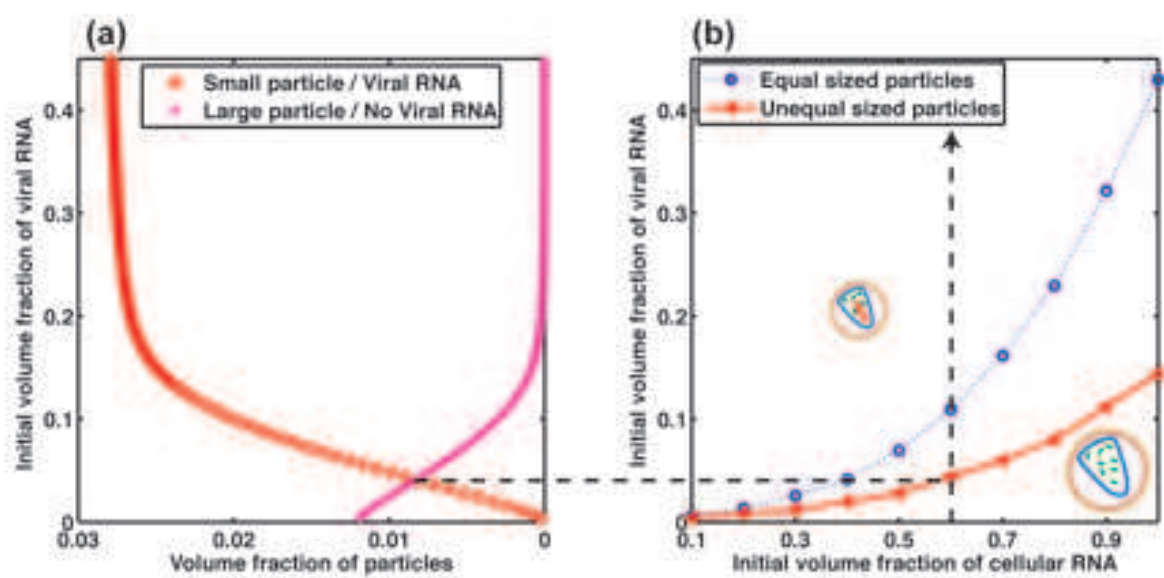 (a)
(b)
Small particle / Viral RNA
Large particle / No Viral RNA
Equal sized particles
Unequal sized particles
Initial volume fraction of viral RNA
0.4
0.3
0.2
0.1
0
0.03
0.02
0.01
0
Volume fraction of particles
Initial volume fraction of viral RNA
0.4
0.3
0.2
0.1
0
0.1
0.3
0.5
0.7
0.9
Initial volume fraction of cellular RNA